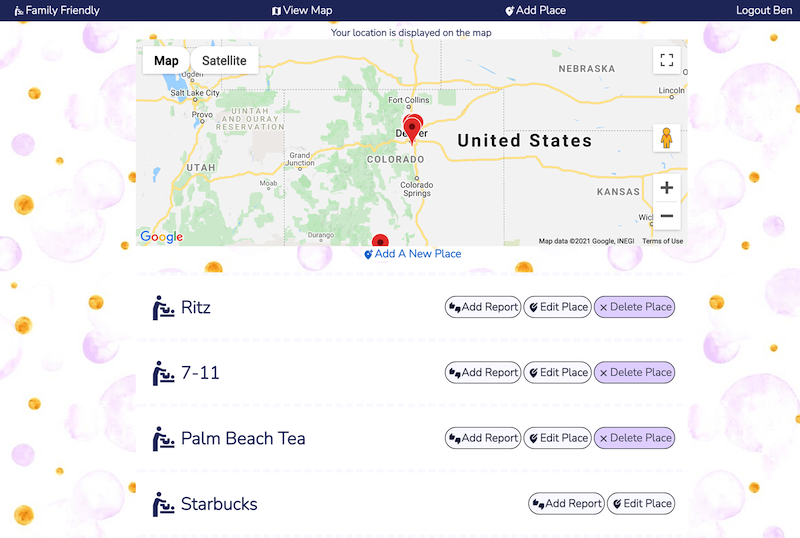 Family Friendly
View Map
Add Place
Logout Ben
Your location is displayed on the map
Map
Satellite
NEBRASKA
Ogden
Salt Lake City
Lincoln
Fort Collins
UINTAH
AND OURAY
RESERVATION
Provo
Denver
United States
Grand
Junction
COLORADO
UTAH
Moab
Colorado
Springs
KANSAS
Durango
Google
Map data ©2021 Google, INEGI
Terms of Use
Add A New Place
Ritz
Add Report
Edit Place
× Delete Place
7-11
Add Report
Edit Place
× Delete Place
Palm Beach Tea
Add Report
Edit Place
× Delete Place
Starbucks
Add Report
Edit Place